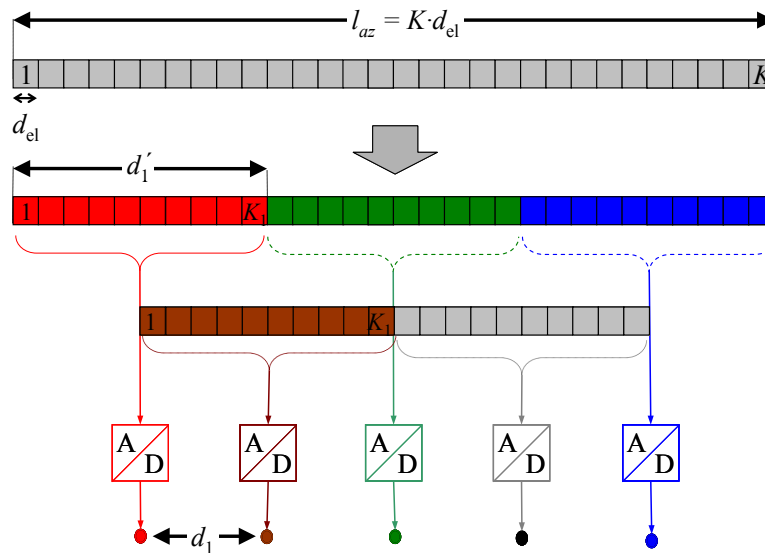 l_az = K·d_el
1 K
d_el
d_1′
1 K_1
1 K_1
A/D A/D A/D A/D A/D
d_1